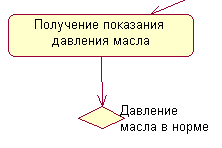 Получение показания
давления масла
Давление
масла в норме